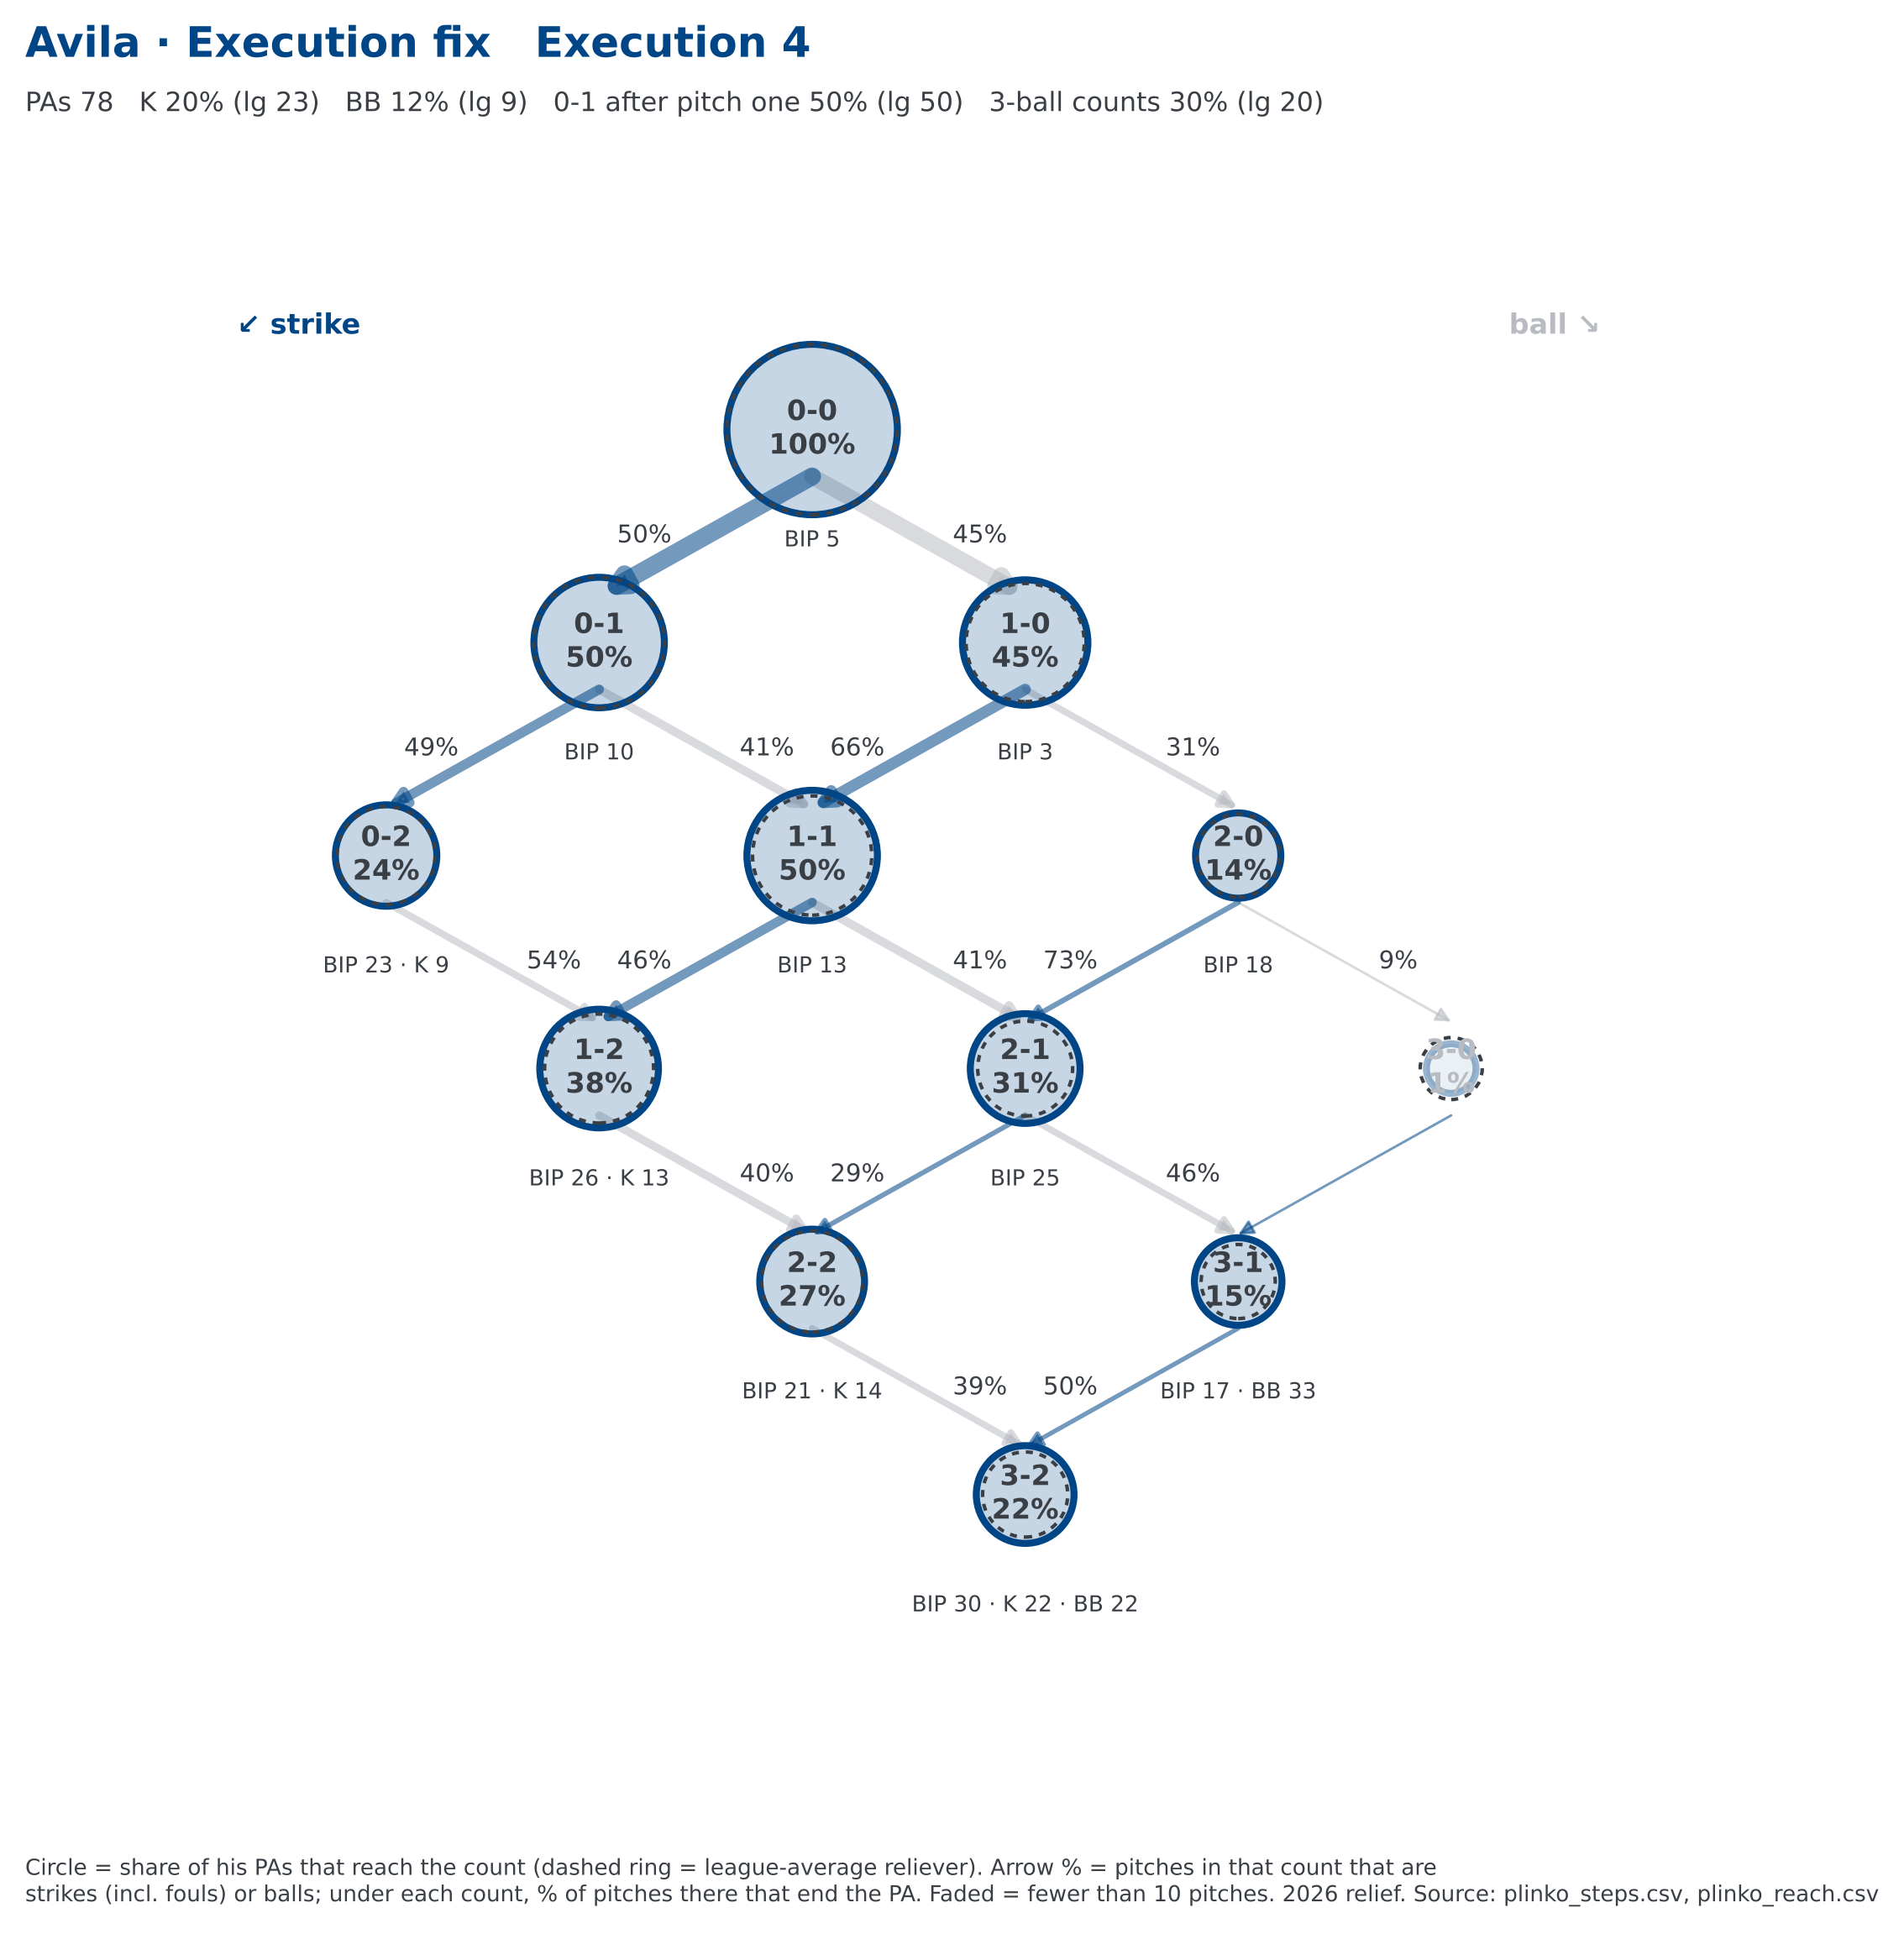 Avila · Execution fix   Execution 4
PAs 78   K 20% (lg 23)   BB 12% (lg 9)   0-1 after pitch one 50% (lg 50)   3-ball counts 30% (lg 20)
↙ strike
ball ↘
0-0
100%
50%
45%
BIP 5
0-1
50%
1-0
45%
49%
BIP 10
41%
66%
BIP 3
31%
0-2
24%
1-1
50%
2-0
14%
BIP 23 · K 9
54%
46%
BIP 13
41%
73%
BIP 18
9%
1-2
38%
2-1
31%
3-0
1%
BIP 26 · K 13
40%
29%
BIP 25
46%
2-2
27%
3-1
15%
BIP 21 · K 14
39%
50%
BIP 17 · BB 33
3-2
22%
BIP 30 · K 22 · BB 22
Circle = share of his PAs that reach the count (dashed ring = league-average reliever). Arrow % = pitches in that count that are
strikes (incl. fouls) or balls; under each count, % of pitches there that end the PA. Faded = fewer than 10 pitches. 2026 relief. Source: plinko_steps.csv, plinko_reach.csv